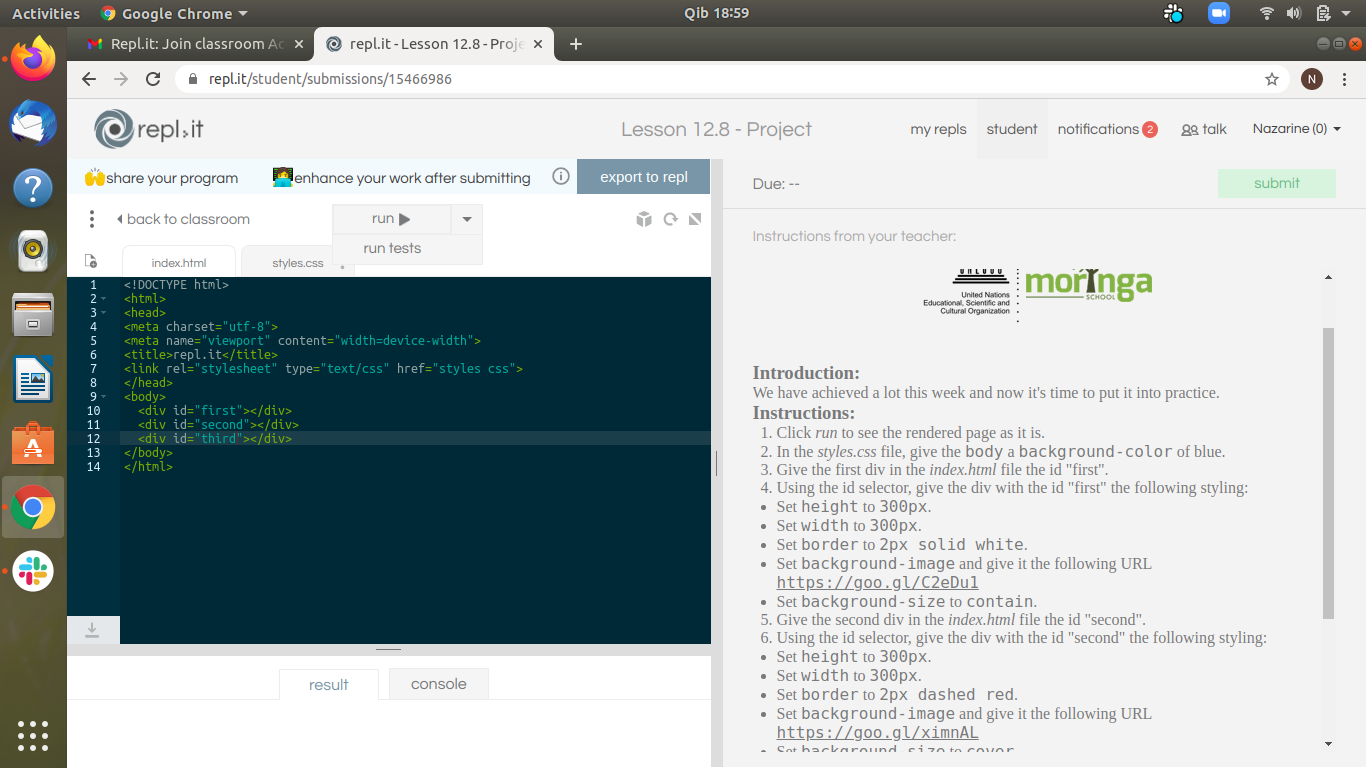 Activities
Google Chrome
Qib 18:59
Repl.it: Join classroom Ac
repl.it - Lesson 12.8 - Proje
repl.it/student/submissions/15466986
N
repl.it
Lesson 12.8 - Project
my repls
student
notifications 2
talk
Nazarine (0)
share your program
enhance your work after submitting
export to repl
back to classroom
run
run tests
index.html
styles.css
1 <!DOCTYPE html>
2 <html>
3 <head>
4 <meta charset="utf-8">
5 <meta name="viewport" content="width=device-width">
6 <title>repl.it</title>
7 <link rel="stylesheet" type="text/css" href="styles css">
8 </head>
9 <body>
10 <div id="first"></div>
11 <div id="second"></div>
12 <div id="third"></div>
13 </body>
14 </html>
result
console
Due: --
submit
Instructions from your teacher:
United Nations
Educational, Scientific and
Cultural Organization
moringa
SCHOOL
Introduction:
We have achieved a lot this week and now it's time to put it into practice.
Instructions:
1. Click run to see the rendered page as it is.
2. In the styles.css file, give the body a background-color of blue.
3. Give the first div in the index.html file the id "first".
4. Using the id selector, give the div with the id "first" the following styling:
• Set height to 300px.
• Set width to 300px.
• Set border to 2px solid white.
• Set background-image and give it the following URL
https://goo.gl/C2eDu1
• Set background-size to contain.
5. Give the second div in the index.html file the id "second".
6. Using the id selector, give the div with the id "second" the following styling:
• Set height to 300px.
• Set width to 300px.
• Set border to 2px dashed red.
• Set background-image and give it the following URL
https://goo.gl/ximnAL
• Set background-size to cover.